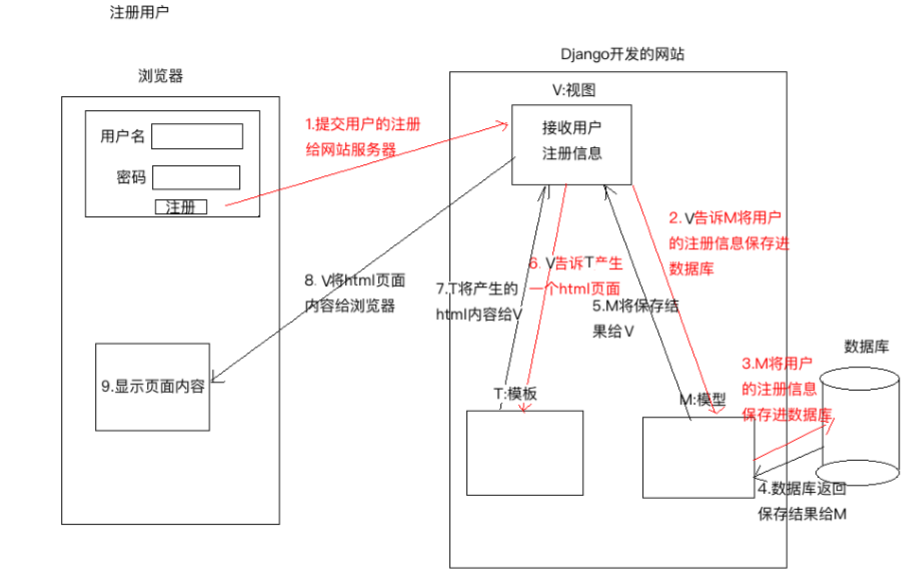 注册用户
Django开发的网站
浏览器
V:视图
用户名
密码
注册
1.提交用户的注册
给网站服务器
接收用户
注册信息
2. V告诉M将用户
的注册信息保存进
数据库
6. V告诉T产生
一个html页面
8. V将html页面
内容给浏览器
7.T将产生的
html内容给V
5.M将保存结
果给V
数据库
3.M将用户
的注册信息
保存进数据库
9.显示页面内容
T:模板
M:模型
4.数据库返回
保存结果给M